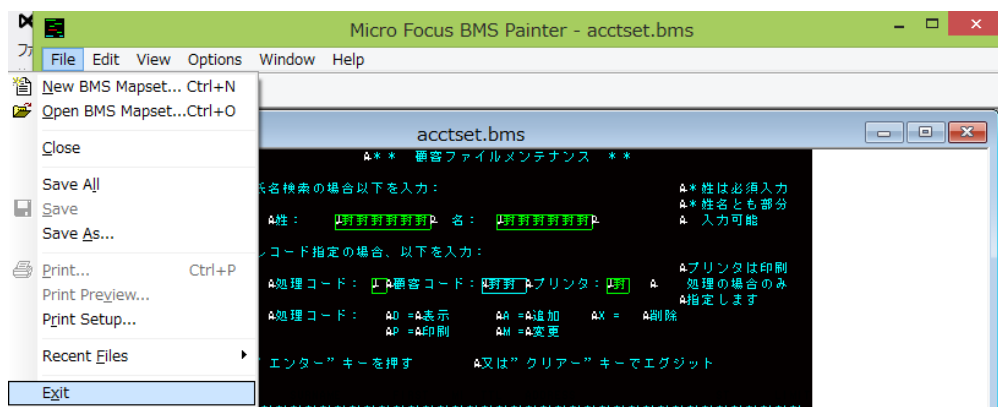 Micro Focus BMS Painter - acctset.bms
File Edit View Options Window Help
New BMS Mapset... Ctrl+N
Open BMS Mapset...Ctrl+O
Close
Save All
Save
Save As...
Print... Ctrl+P
Print Preview...
Print Setup...
Recent Files
Exit
acctset.bms
A** 顧客ファイルメンテナンス **
氏名検索の場合以下を入力: A*姓は必須入力
A*姓名とも部分
A姓: 名: A 入力可能
レコード指定の場合、以下を入力:
Aプリンタは印刷
A処理コード: A顧客コード: Aプリンタ: A 処理の場合のみ
A指定します
A処理コード: AD =A表示 AA =A追加 AX = A削除
AP =A印刷 AM =A変更
”エンター”キーを押す A又は”クリアー”キーでエグジット